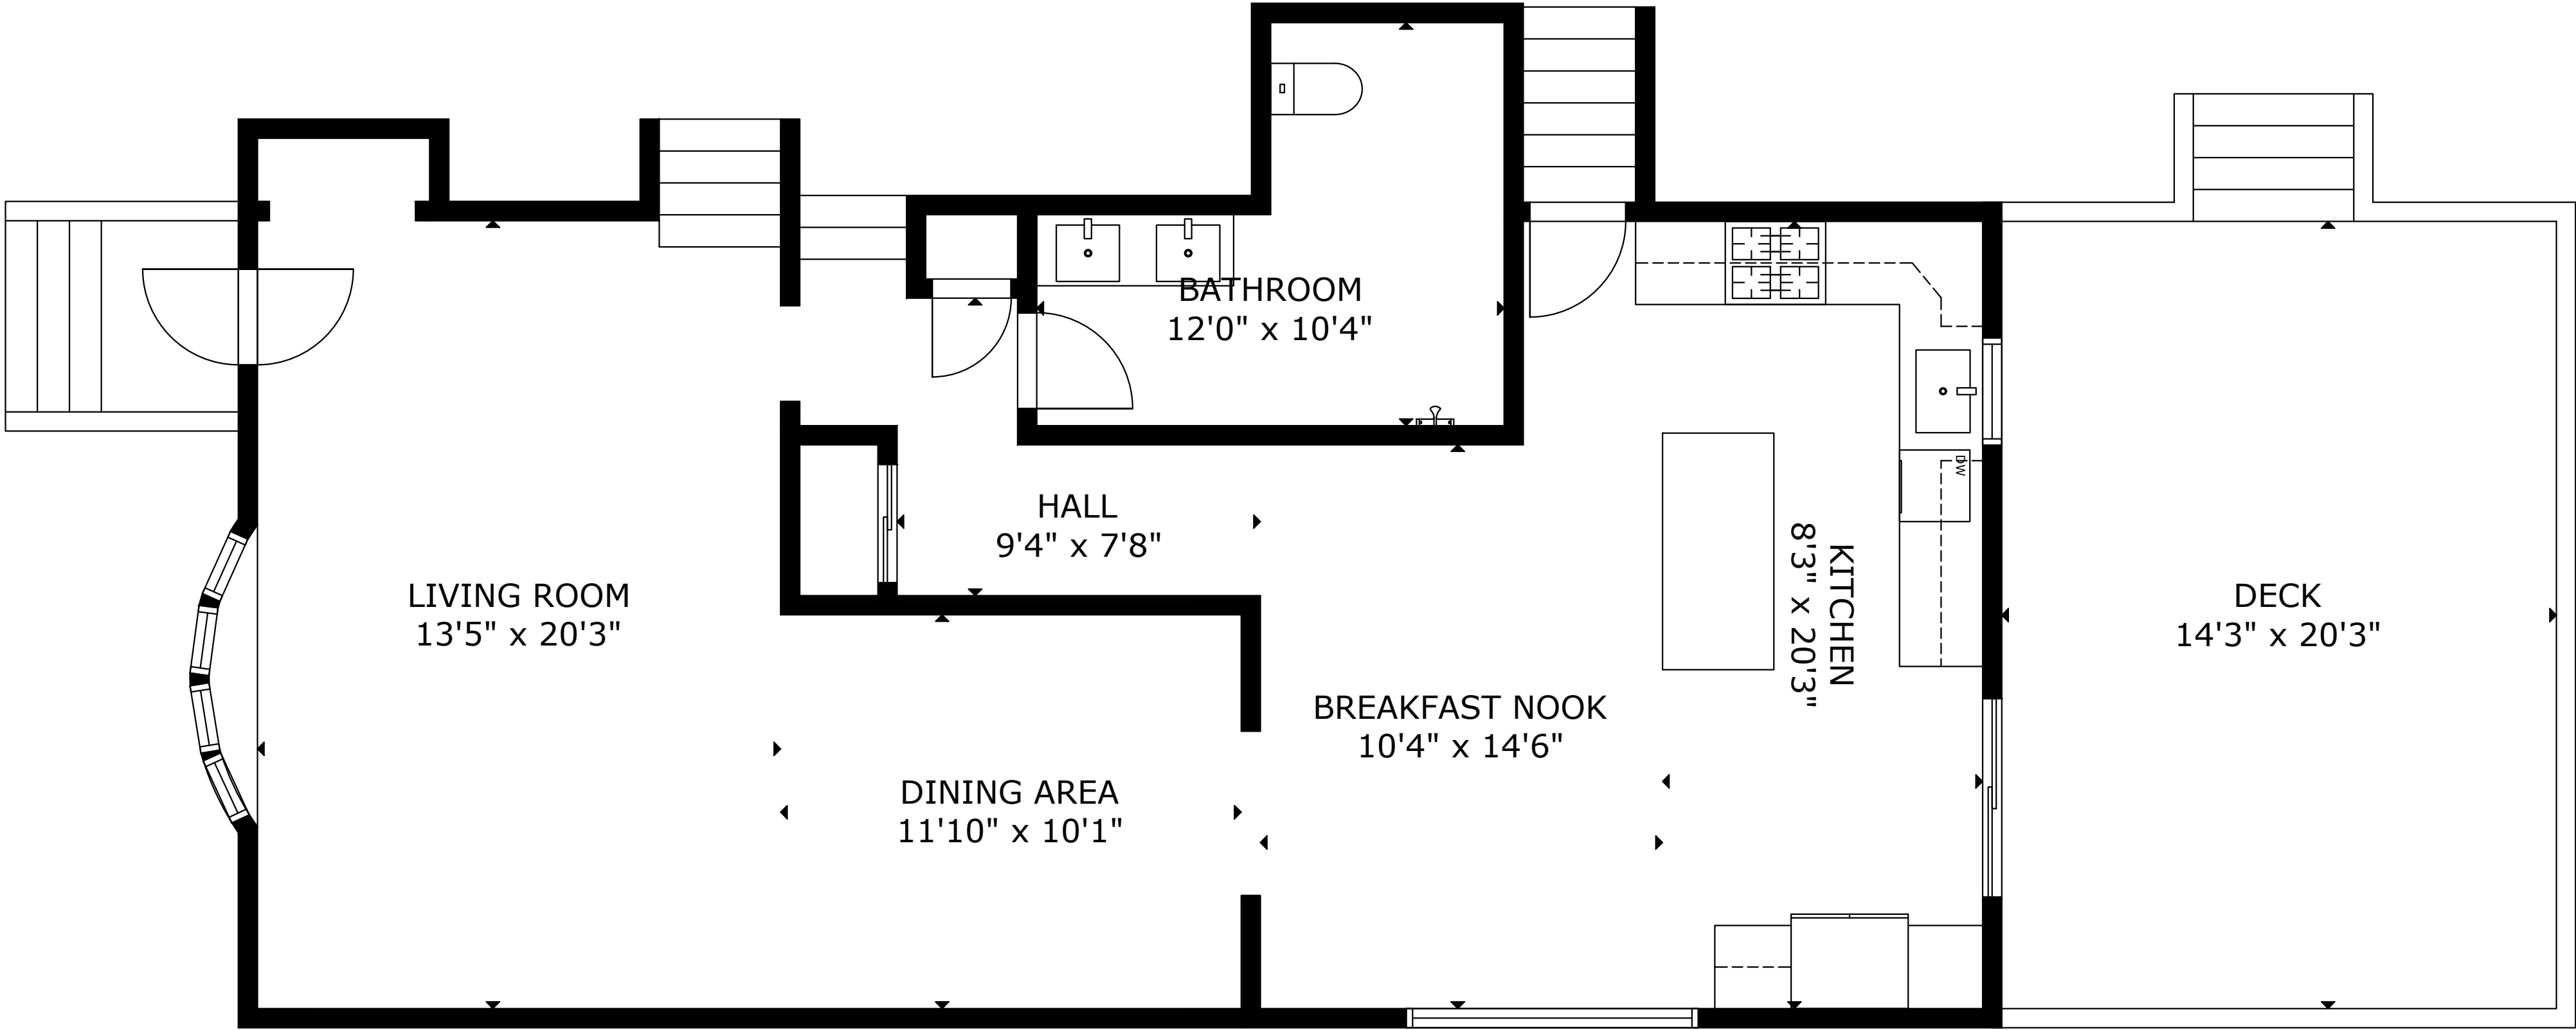 BATHROOM
12'0" x 10'4"
DW
HALL
9'4" x 7'8"
LIVING ROOM
13'5" x 20'3"
KITCHEN
8'3" x 20'3"
DECK
14'3" x 20'3"
BREAKFAST NOOK
10'4" x 14'6"
DINING AREA
11'10" x 10'1"